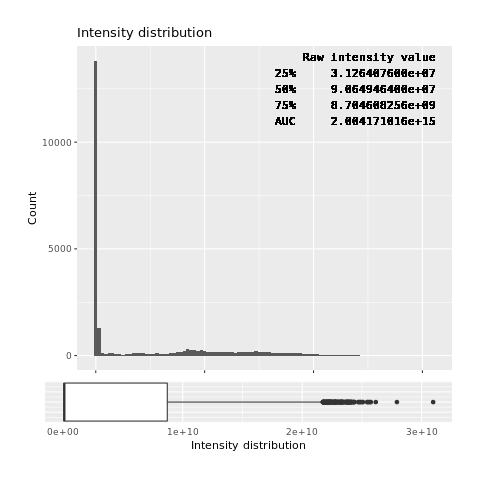 Intensity distribution
Raw intensity value
25% 3.126407600e+07
50% 9.064946400e+07
75% 8.704608256e+09
AUC 2.004171016e+15
Count
10000
5000
0
0e+00 1e+10 2e+10 3e+10
Intensity distribution